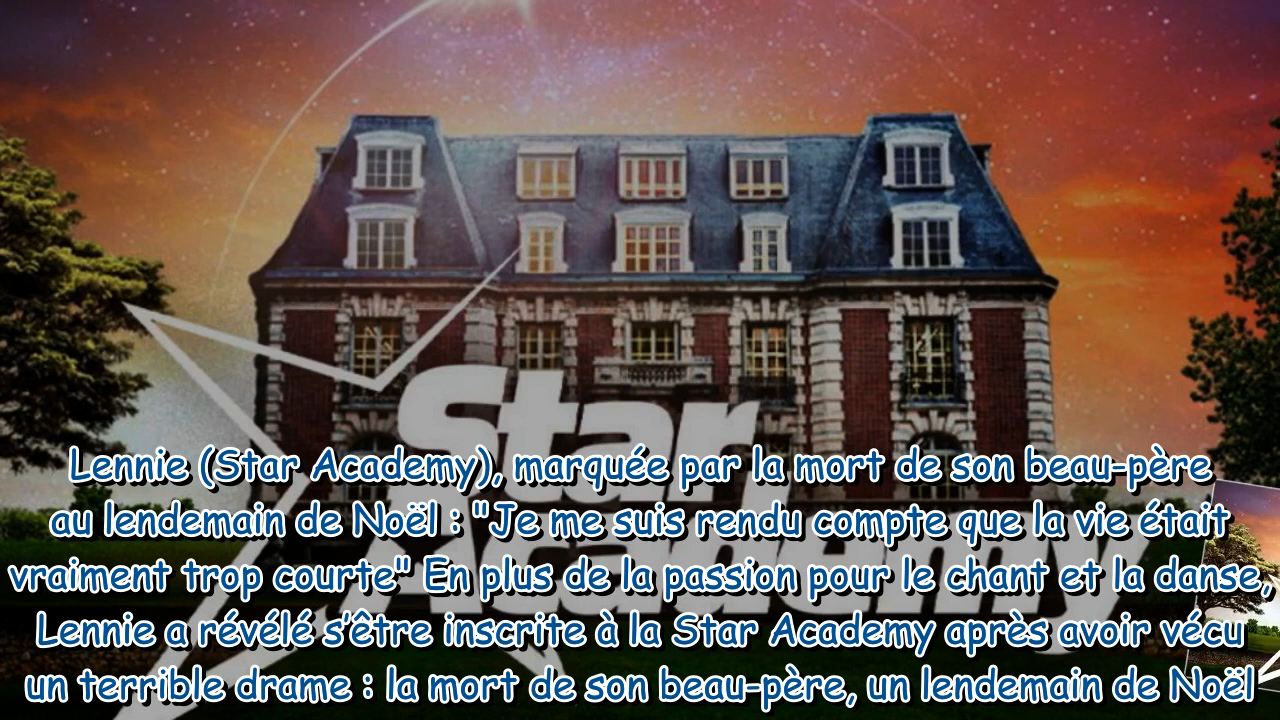 Star
Academy
Lennie (Star Academy), marquée par la mort de son beau-père
au lendemain de Noël : "Je me suis rendu compte que la vie était
vraiment trop courte" En plus de la passion pour le chant et la danse,
Lennie a révélé s'être inscrite à la Star Academy après avoir vécu
un terrible drame : la mort de son beau-père, un lendemain de Noël